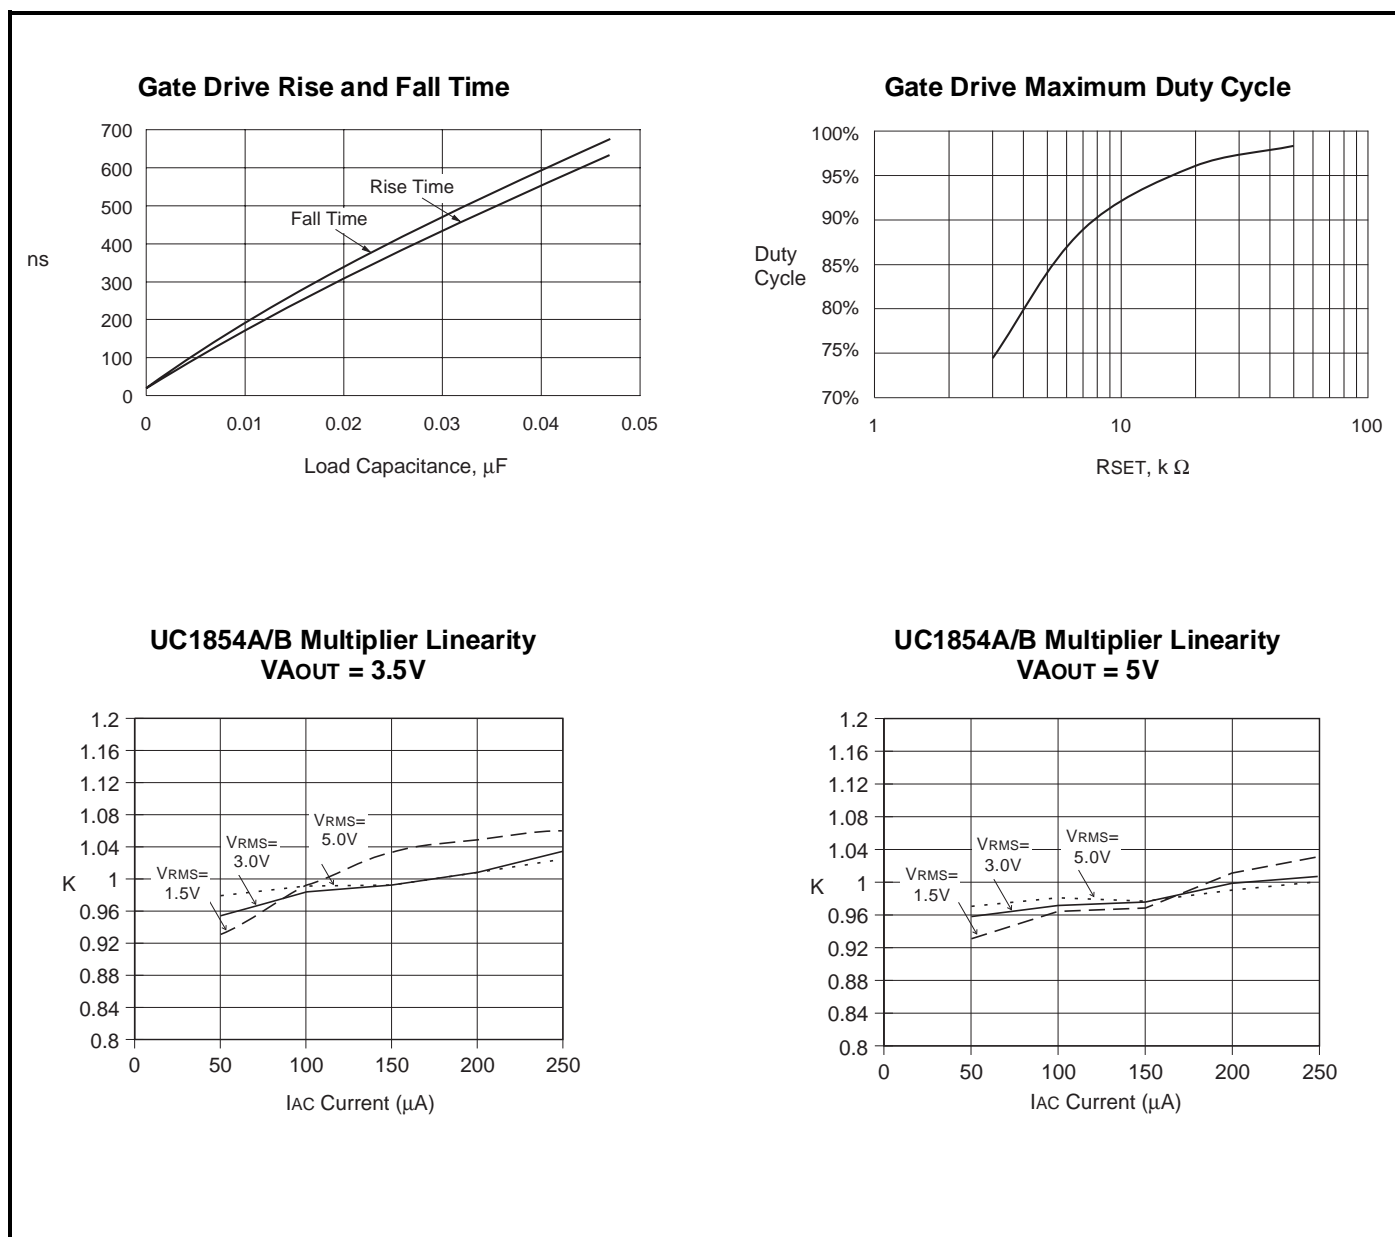 Gate Drive Rise and Fall Time
700
600
500
400
300
200
100
0
ns
Rise Time
Fall Time
0 0.01 0.02 0.03 0.04 0.05
Load Capacitance, μF
Gate Drive Maximum Duty Cycle
100%
95%
90%
85%
80%
75%
70%
Duty
Cycle
1 10 100
RSET, k Ω
UC1854A/B Multiplier Linearity
VAOUT = 3.5V
1.2
1.16
1.12
1.08
1.04
1
0.96
0.92
0.88
0.84
0.8
K
VRMS=
5.0V
VRMS=
3.0V
VRMS=
1.5V
0 50 100 150 200 250
IAC Current (μA)
UC1854A/B Multiplier Linearity
VAOUT = 5V
1.2
1.16
1.12
1.08
1.04
1
0.96
0.92
0.88
0.84
0.8
K
VRMS=
5.0V
VRMS=
3.0V
VRMS=
1.5V
0 50 100 150 200 250
IAC Current (μA)